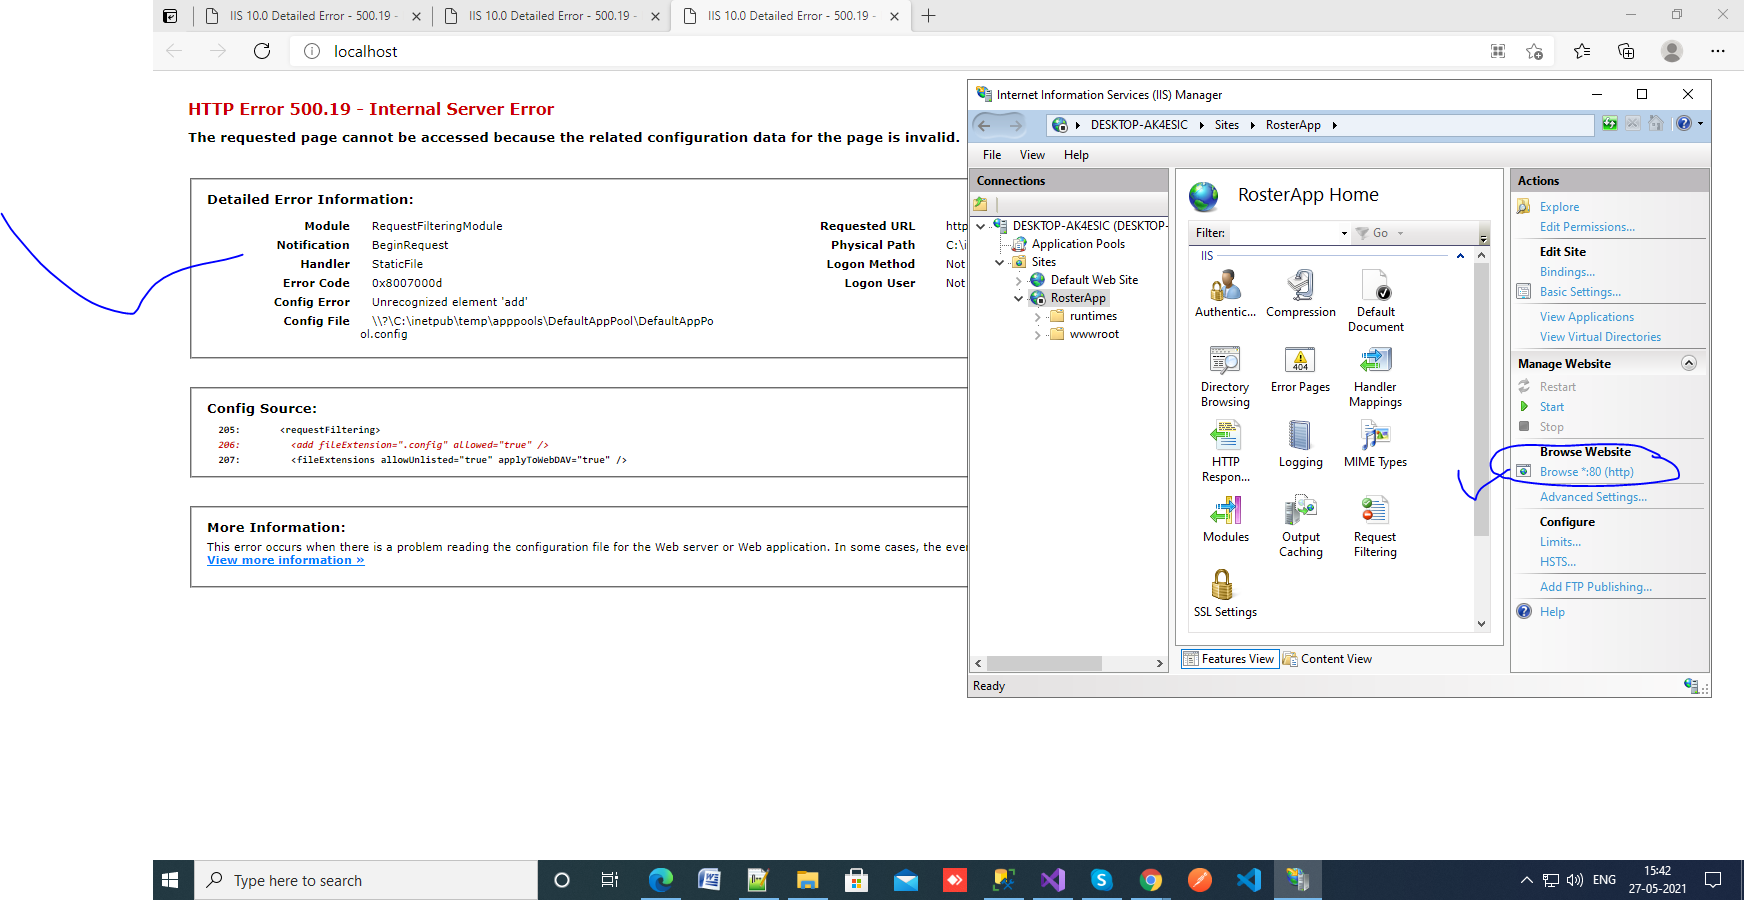 IIS 10.0 Detailed Error - 500.19 -
IIS 10.0 Detailed Error - 500.19 -
IIS 10.0 Detailed Error - 500.19 -
localhost
HTTP Error 500.19 - Internal Server Error
The requested page cannot be accessed because the related configuration data for the page is invalid.
Detailed Error Information:
Module RequestFilteringModule
Notification BeginRequest
Handler StaticFile
Error Code 0x8007000d
Config Error Unrecognized element 'add'
Config File \\?\C:\inetpub\temp\apppools\DefaultAppPool\DefaultAppPo
ol.config
Requested URL http
Physical Path C:\i
Logon Method Not
Logon User Not
Config Source:
205: <requestFiltering>
206: <add fileExtension=".config" allowed="true" />
207: <fileExtensions allowUnlisted="true" applyToWebDAV="true" />
More Information:
This error occurs when there is a problem reading the configuration file for the Web server or Web application. In some cases, the eve
View more information »
Internet Information Services (IIS) Manager
DESKTOP-AK4ESIC Sites RosterApp
File View Help
Connections
DESKTOP-AK4ESIC (DESKTOP-
Application Pools
Sites
Default Web Site
RosterApp
runtimes
wwwroot
RosterApp Home
Filter: Go
IIS
Authentic... Compression Default
Document
Directory
Browsing Error Pages Handler
Mappings
404
HTTP
Respon... Logging MIME Types
Modules Output
Caching Request
Filtering
SSL Settings
Features View Content View
Ready
Actions
Explore
Edit Permissions...
Edit Site
Bindings...
Basic Settings...
View Applications
View Virtual Directories
Manage Website
Restart
Start
Stop
Browse Website
Browse *:80 (http)
Advanced Settings...
Configure
Limits...
HSTS...
Add FTP Publishing...
Help
Type here to search
ENG
15:42
27-05-2021